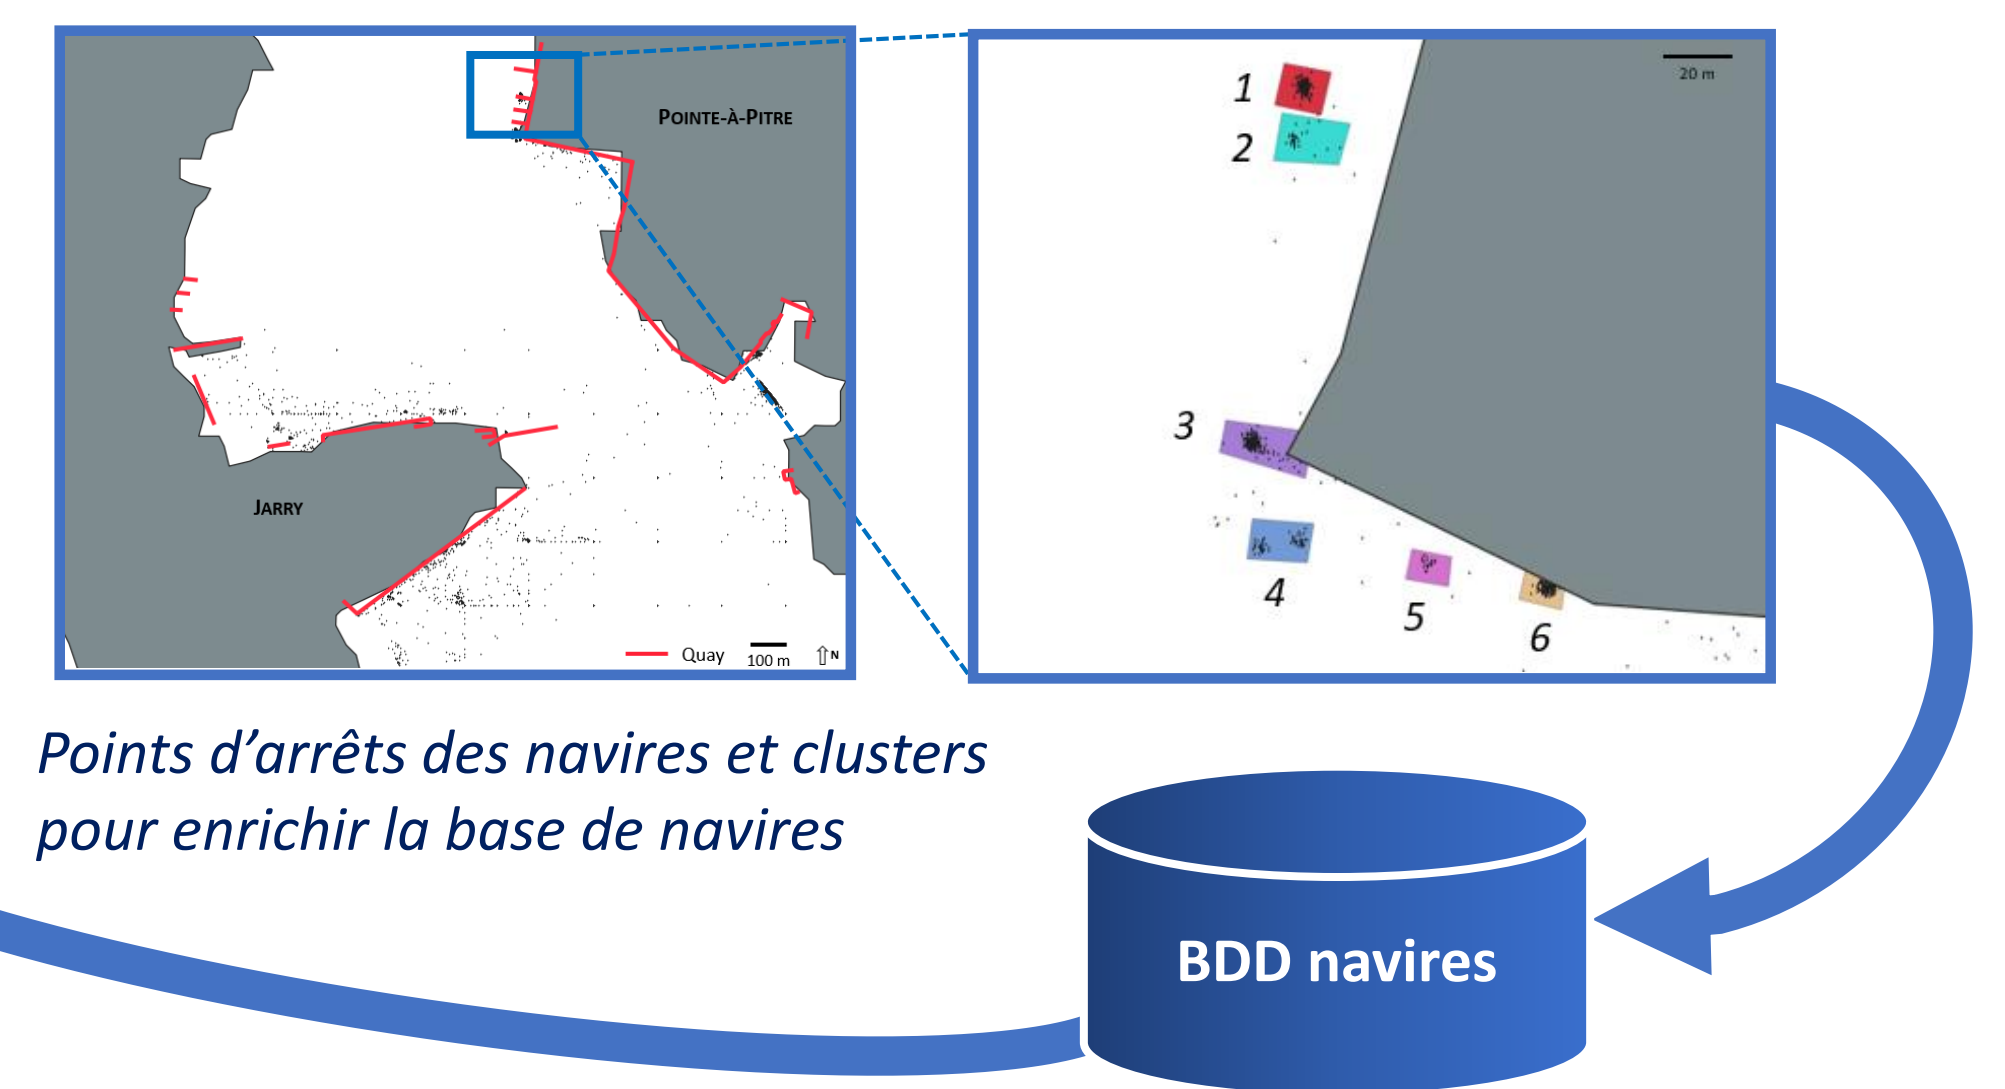 POINTE-À-PITRE
JARRY
Quay
100 m
N
20 m
1
2
3
4
5
6
Points d’arrêts des navires et clusters
pour enrichir la base de navires
BDD navires